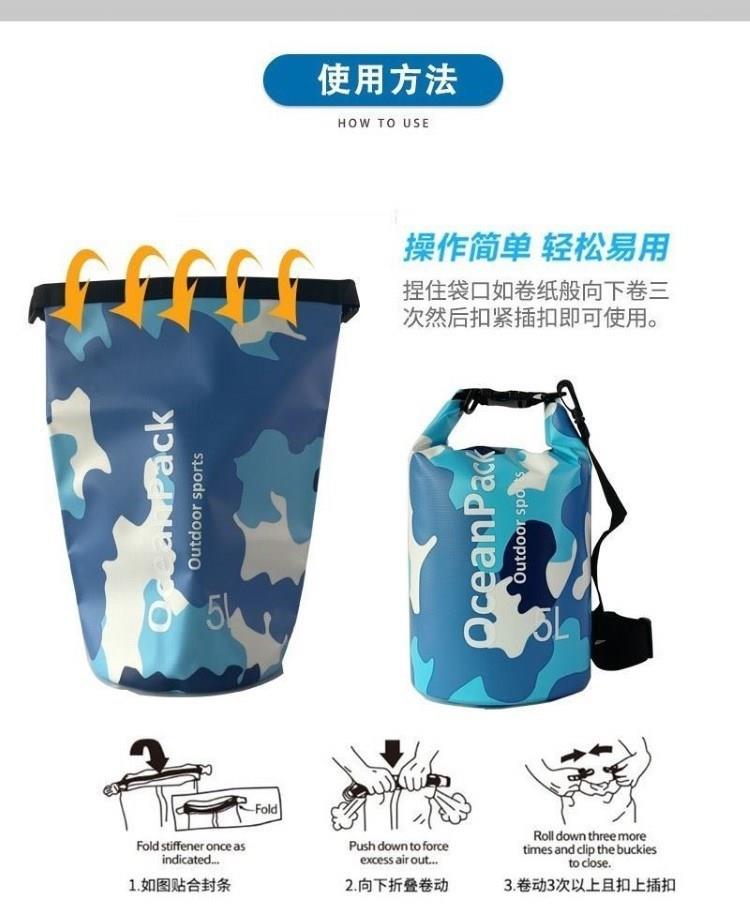 使用方法
HOW TO USE
操作简单 轻松易用
捏住袋口如卷纸般向下卷三
次然后扣紧插扣即可使用。
OceanPack
Outdoor sports
5L
OceanPack
Outdoor sports
5L
Fold
Fold stiffener once as
indicated...
Push down to force
excess air out...
Roll down three more
times and clip the buckies
to close.
1.如图贴合封条
2.向下折叠卷动
3.卷动3次以上且扣上插扣